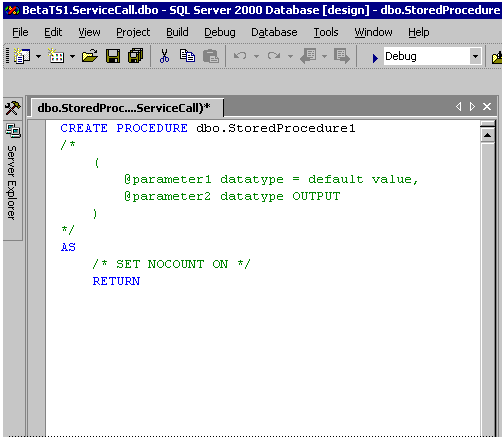 BetaTS1.ServiceCall.dbo - SQL Server 2000 Database [design] - dbo.StoredProcedure
File Edit View Project Build Debug Database Tools Window Help
Debug
dbo.StoredProc....ServiceCall)*
Server Explorer
CREATE PROCEDURE dbo.StoredProcedure1
/*
(
@parameter1 datatype = default value,
@parameter2 datatype OUTPUT
)
*/
AS
/* SET NOCOUNT ON */
RETURN